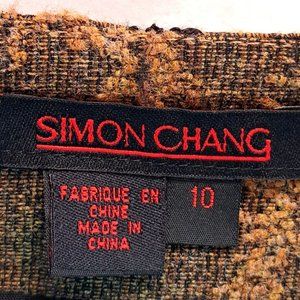 SIMON CHANG
FABRIQUE EN
CHINE
MADE IN
CHINA
10